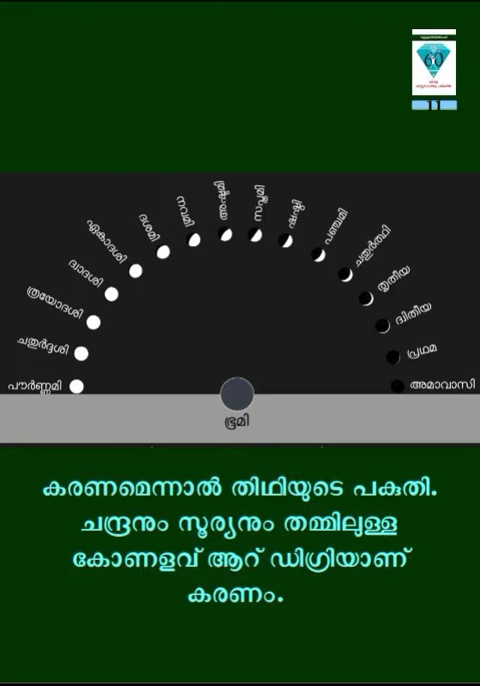 60
അഷ്ടമി
സപ്തമി
നവമി
ഷഷ്ഠി
ദശമി
പഞ്ചമി
ഏകാദശി
ചതുർത്ഥി
ദ്വാദശി
തൃതീയ
ത്രയോദശി
ദ്വിതീയ
ചതുർദ്ദശി
പ്രഥമ
പൗർണ്ണമി
അമാവാസി
ഭൂമി
കരണമെന്നാൽ തിഥിയുടെ പകുതി.
ചന്ദ്രനും സൂര്യനും തമ്മിലുള്ള
കോണളവ് ആറ് ഡിഗ്രിയാണ്
കരണം.